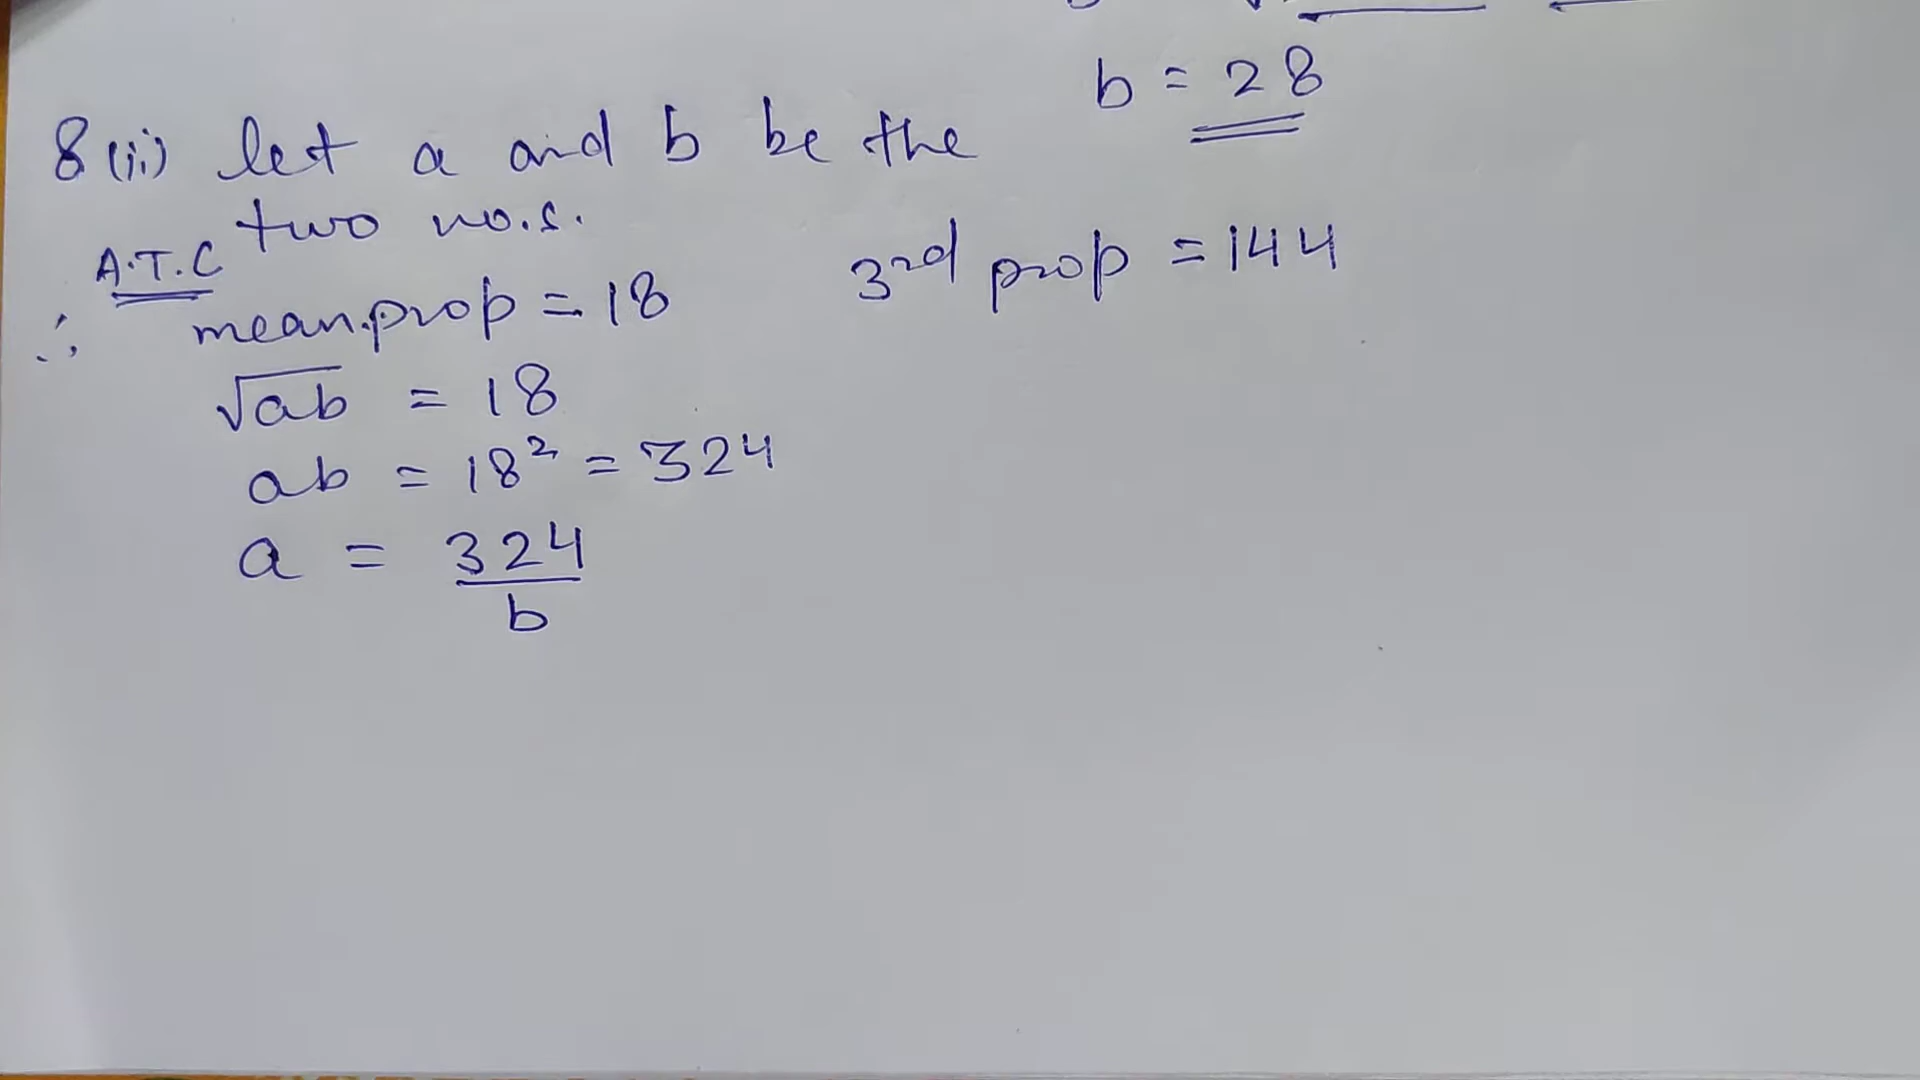 b = 28
8(ii) let a and b be the
two no.s.
A.T.C
∴ mean.prop = 18
3rd prop = 144
√ab = 18
ab = 18² = 324
a = 324/b